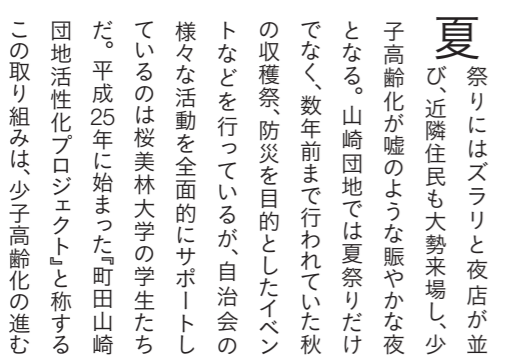 夏祭りにはズラリと夜店が並
び、近隣住民も大勢来場し、少
子高齢化が嘘のような賑やかな夜
となる。山崎団地では夏祭りだけ
でなく、数年前まで行われていた秋
の収穫祭、防災を目的としたイベン
トなどを行っているが、自治会の
様々な活動を全面的にサポートし
ているのは桜美林大学の学生たち
だ。平成25年に始まった『町田山崎
団地活性化プロジェクト』と称する
この取り組みは、少子高齢化の進む